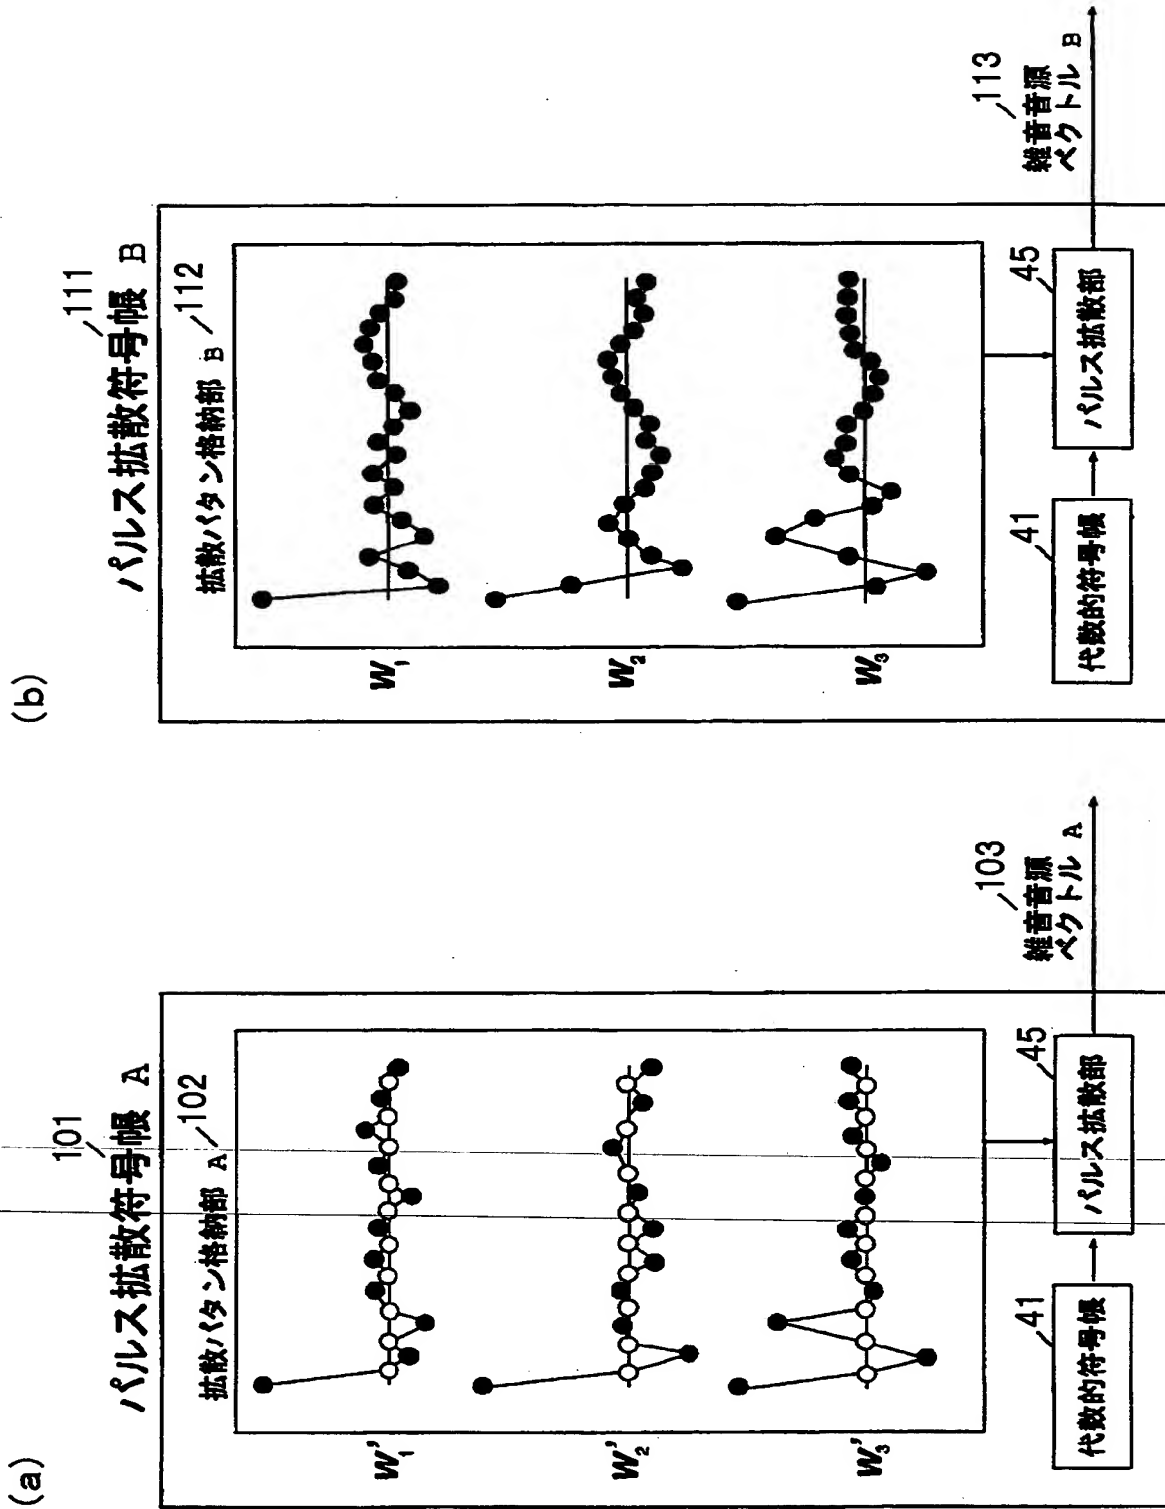 (a)
パルス拡散符号帳 A
101
拡散パタン格納部 A
102
W₁'
W₂'
W₃'
41
代数的符号帳
45
パルス拡散部
103
雑音音源
ベクトル A
(b)
パルス拡散符号帳 B
111
拡散パタン格納部 B
112
W₁
W₂
W₃
41
代数的符号帳
45
パルス拡散部
113
雑音音源
ベクトル B